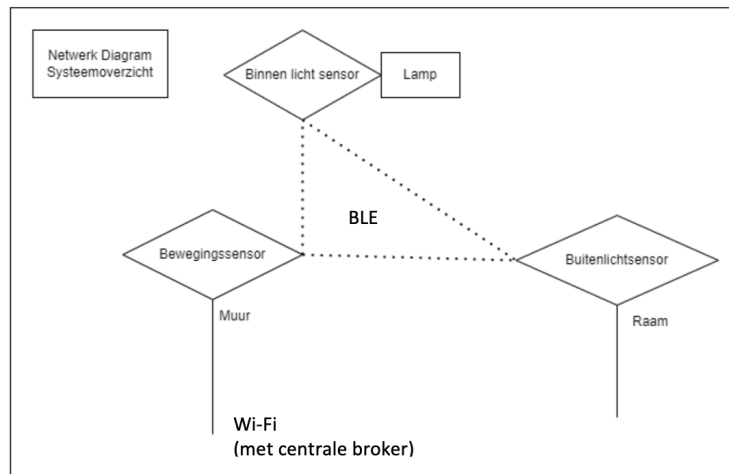 Netwerk Diagram
Systeemoverzicht
Binnen licht sensor
Lamp
BLE
Bewegingssensor
Buitenlichtsensor
Muur
Raam
Wi-Fi
(met centrale broker)